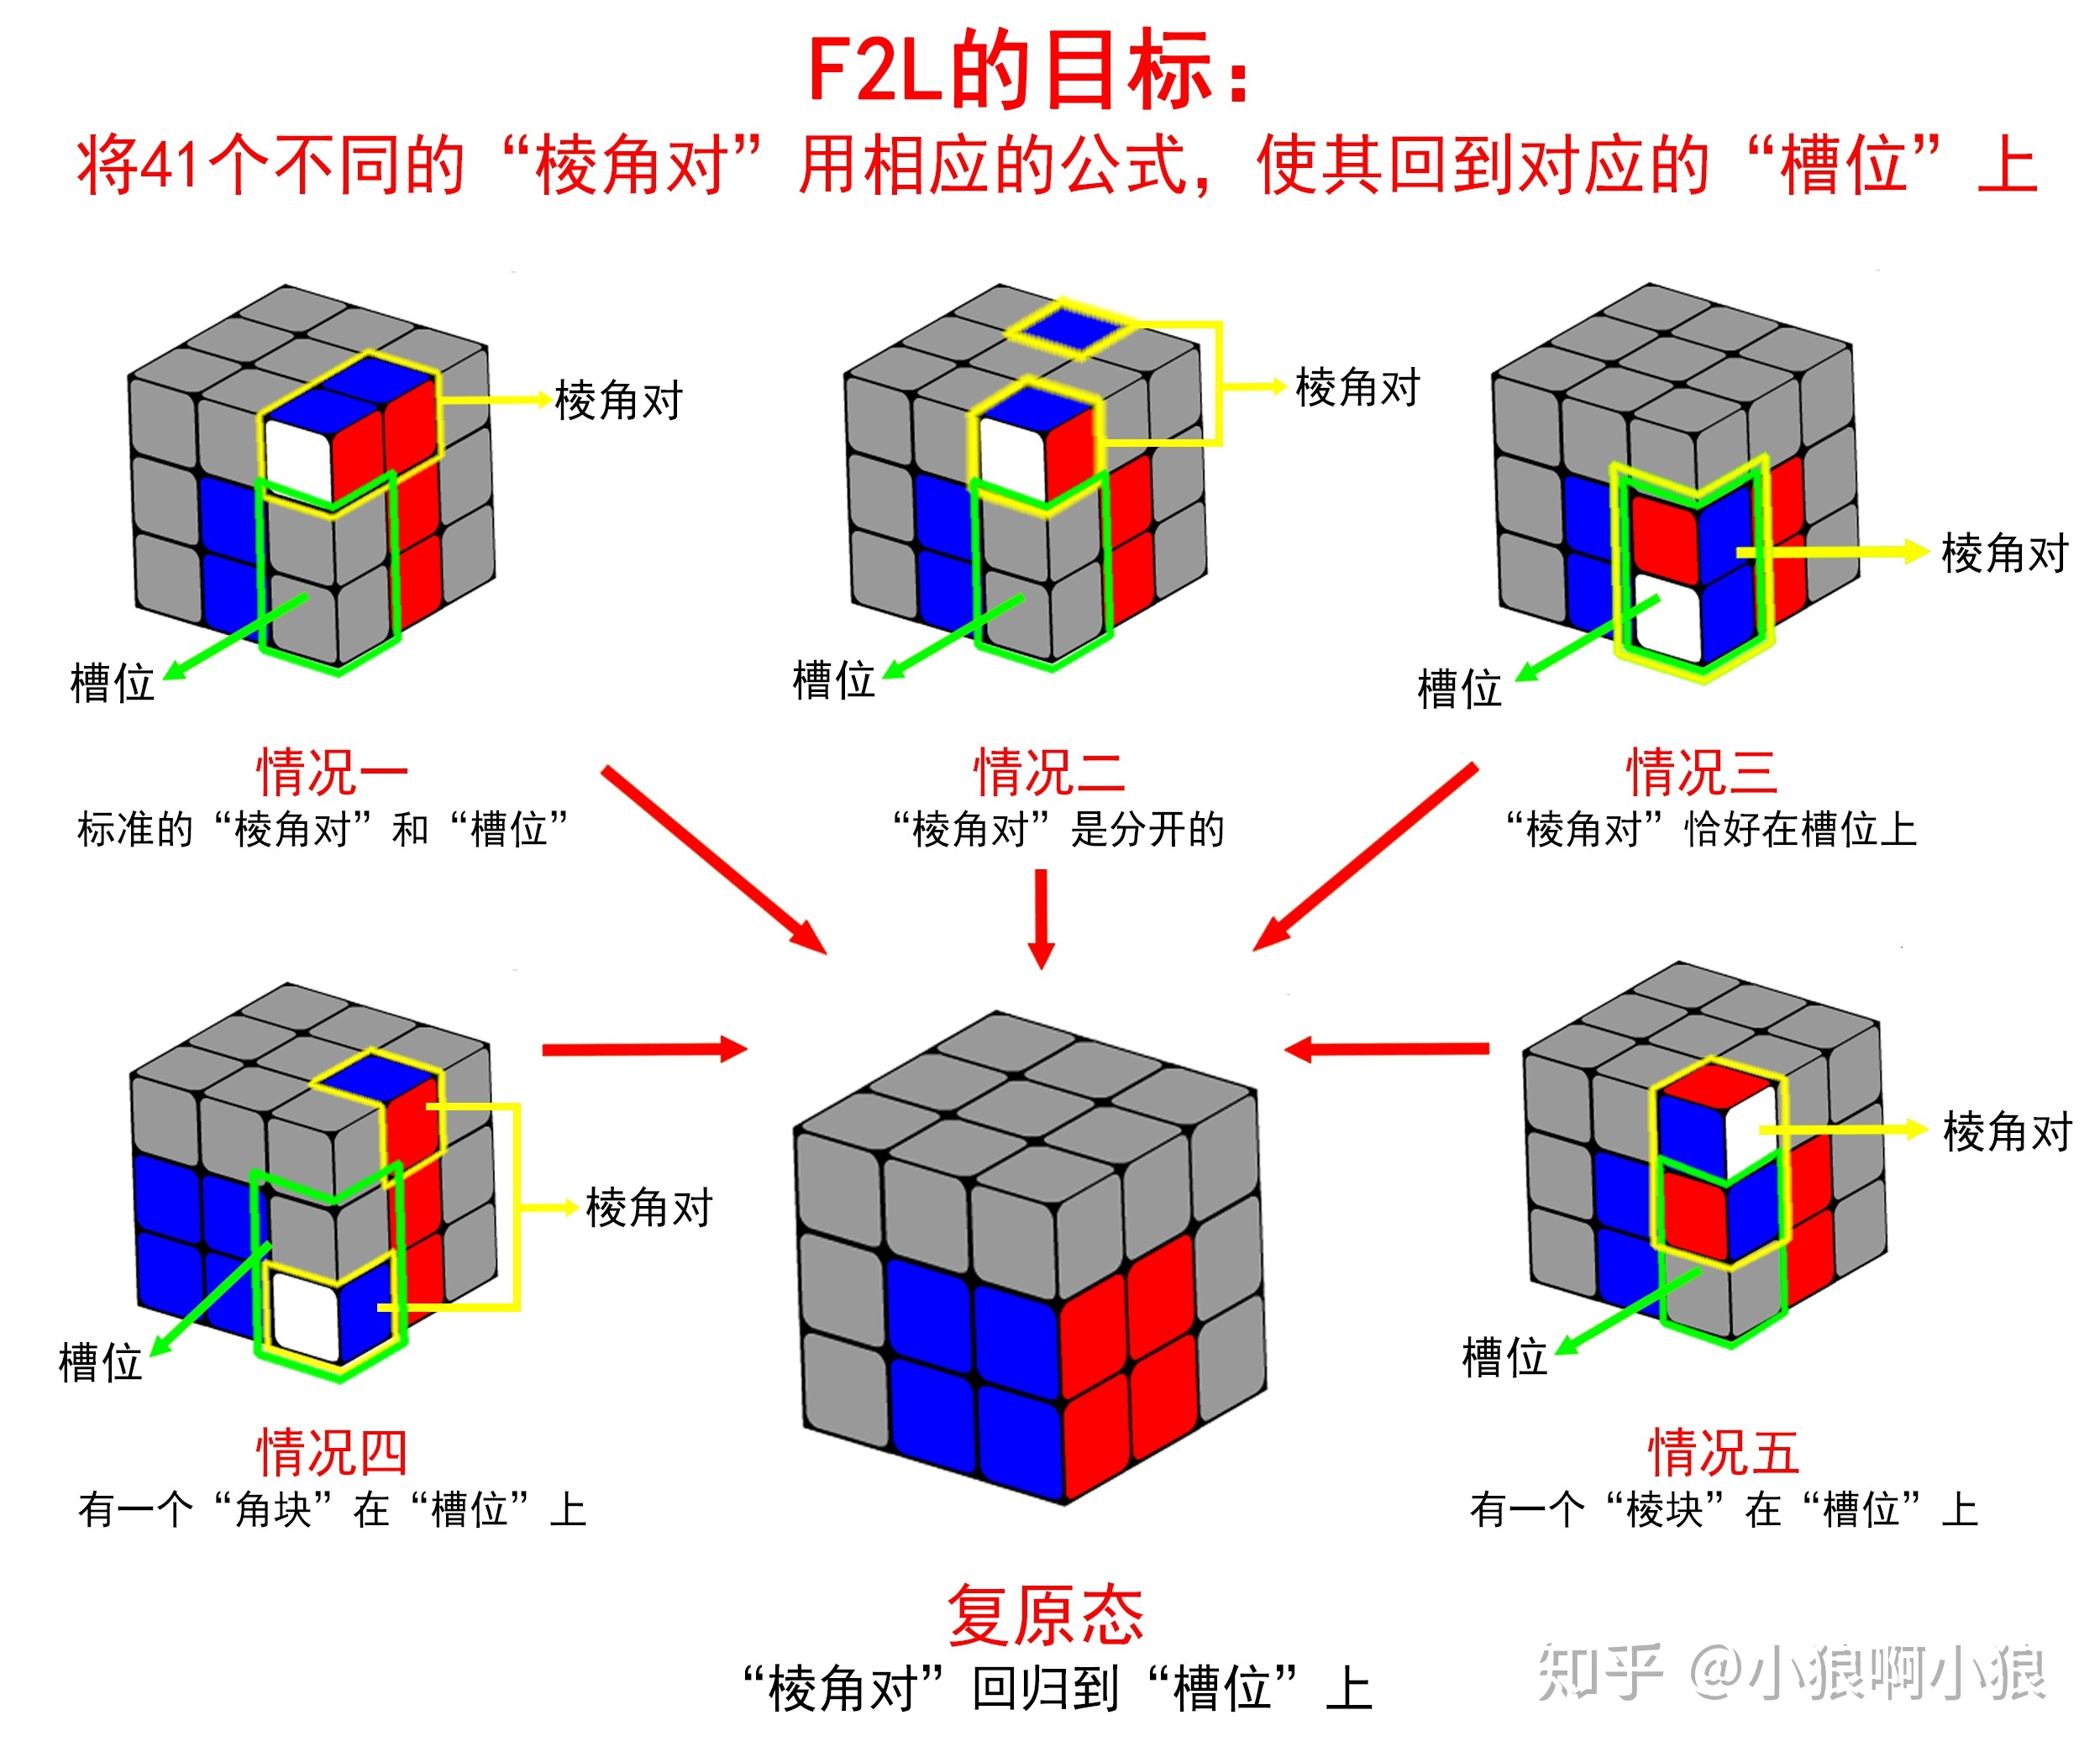 F2L的目标：
将41个不同的“棱角对”用相应的公式，使其回到对应的“槽位”上
棱角对
槽位
情况一
标准的“棱角对”和“槽位”
棱角对
槽位
情况二
“棱角对”是分开的
棱角对
槽位
情况三
“棱角对”恰好在槽位上
棱角对
槽位
情况四
有一个“角块”在“槽位”上
棱角对
槽位
情况五
有一个“棱块”在“槽位”上
复原态
“棱角对”回归到“槽位”上
知乎 @小狼啊小狼